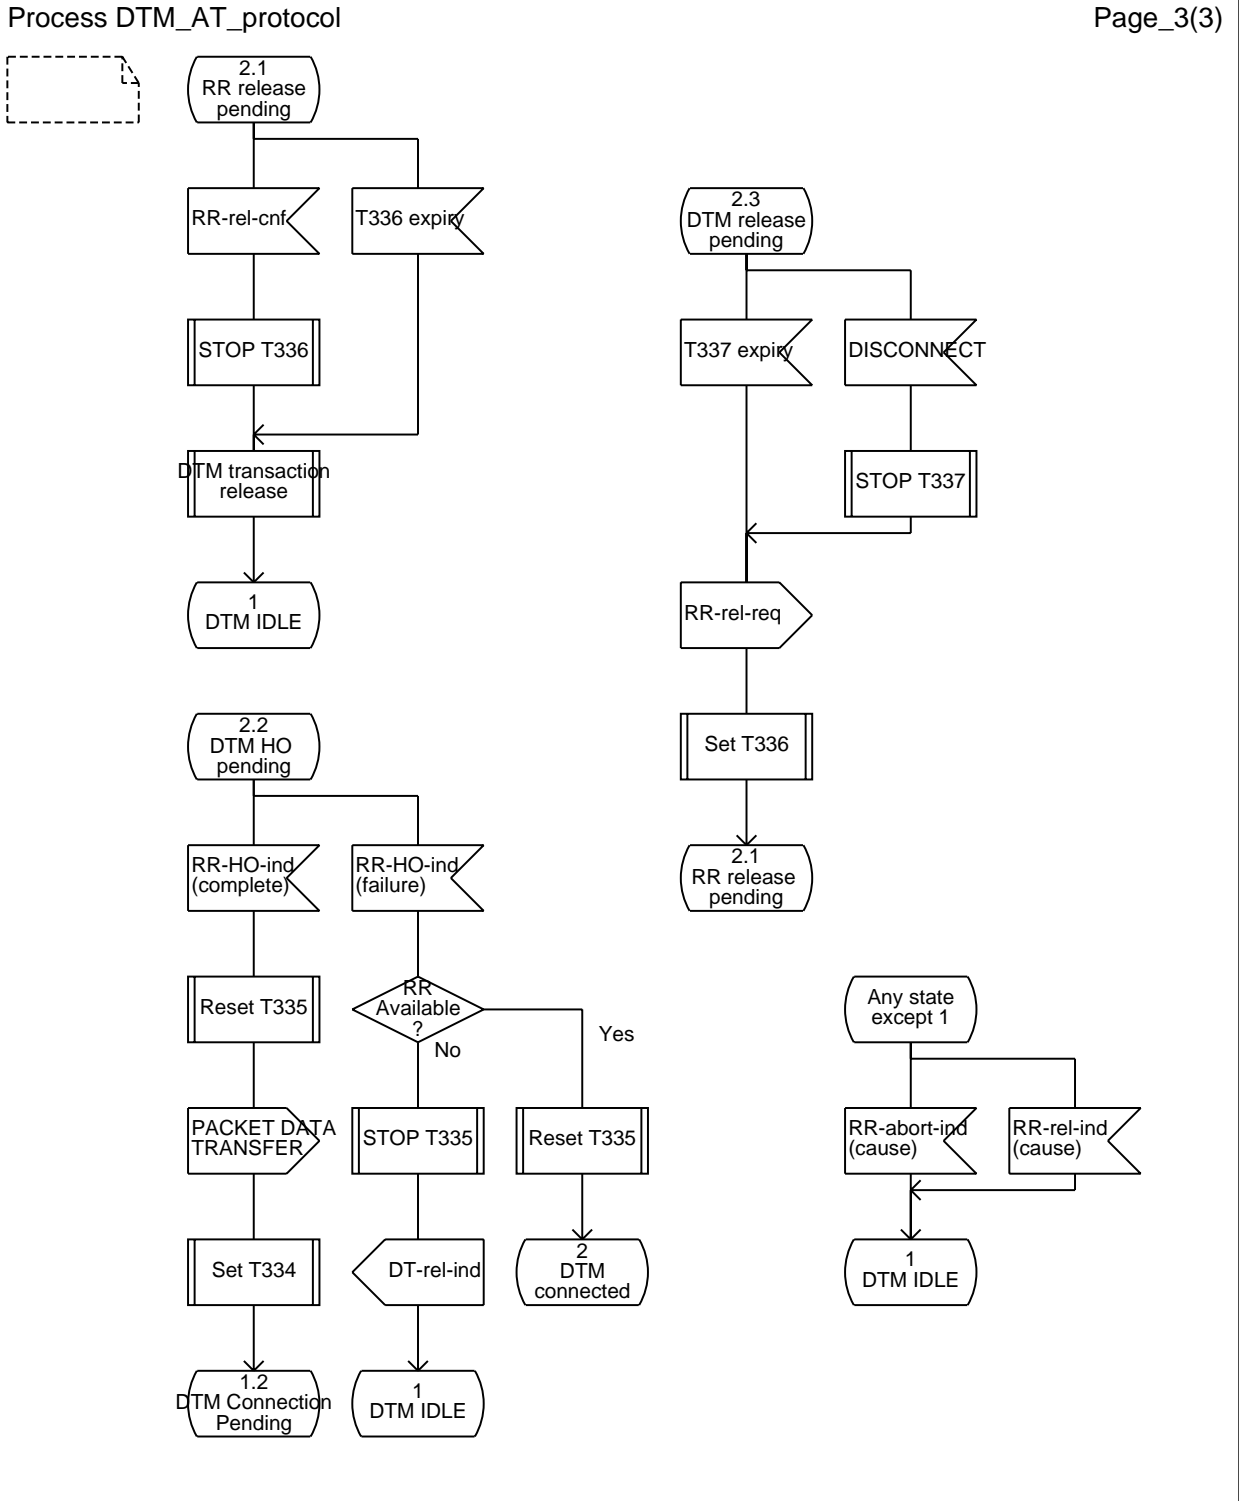 Process DTM_AT_protocol
Page_3(3)
2.1
RR release
pending
RR-rel-cnf
T336 expiry
STOP T336
DTM transaction
release
1
DTM IDLE
2.3
DTM release
pending
T337 expiry
DISCONNECT
STOP T337
RR-rel-req
Set T336
2.1
RR release
pending
2.2
DTM HO
pending
RR-HO-ind
(complete)
RR-HO-ind
(failure)
Reset T335
RR
Available
?
No
Yes
PACKET DATA
TRANSFER
STOP T335
Reset T335
Set T334
DT-rel-ind
2
DTM
connected
1.2
DTM Connection
Pending
1
DTM IDLE
Any state
except 1
RR-abort-ind
(cause)
RR-rel-ind
(cause)
1
DTM IDLE